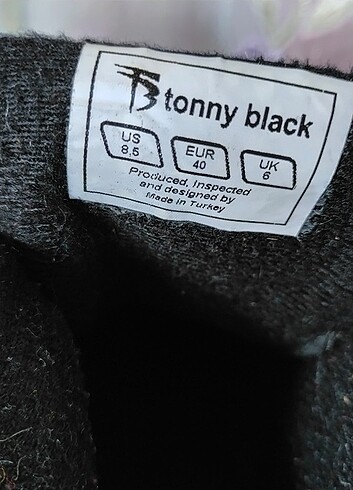 TB tonny black
US EUR UK
8,5 40 6
Produced, Inspected
and designed by
Made in Turkey